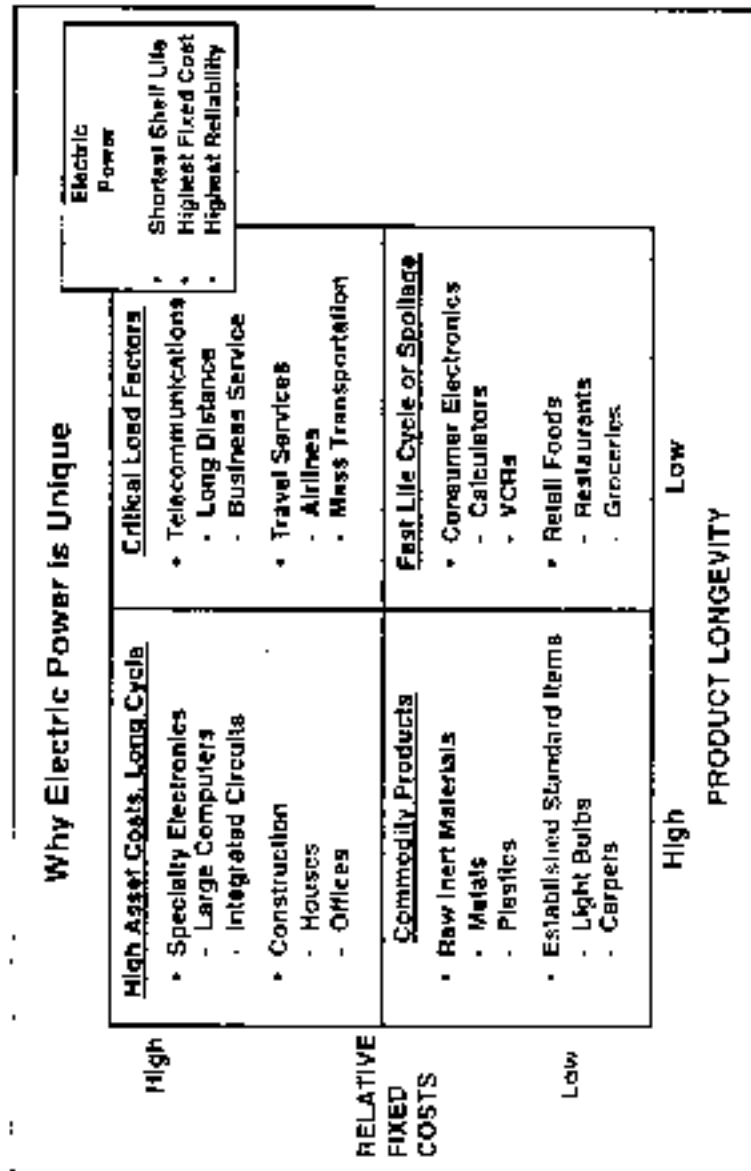 Why Electric Power is Unique
Electric
Power
• Shortest Shelf Life
• Highest Fixed Cost
• Highest Reliability
High
RELATIVE
FIXED
COSTS
Low
High Asset Costs, Long Cycle
• Specialty Electronics
- Large Computers
- Integrated Circuits
• Construction
- Houses
- Offices
Critical Load Factors
• Telecommunications
- Long Distance
- Business Service
• Travel Services
- Airlines
- Mass Transportation
Commodity Products
• Raw Inert Materials
- Metals
- Plastics
• Established Standard Items
- Light Bulbs
- Carpets
Fast Life Cycle or Spoilage
• Consumer Electronics
- Calculators
- VCRs
• Retail Foods
- Restaurants
- Groceries
High
Low
PRODUCT LONGEVITY